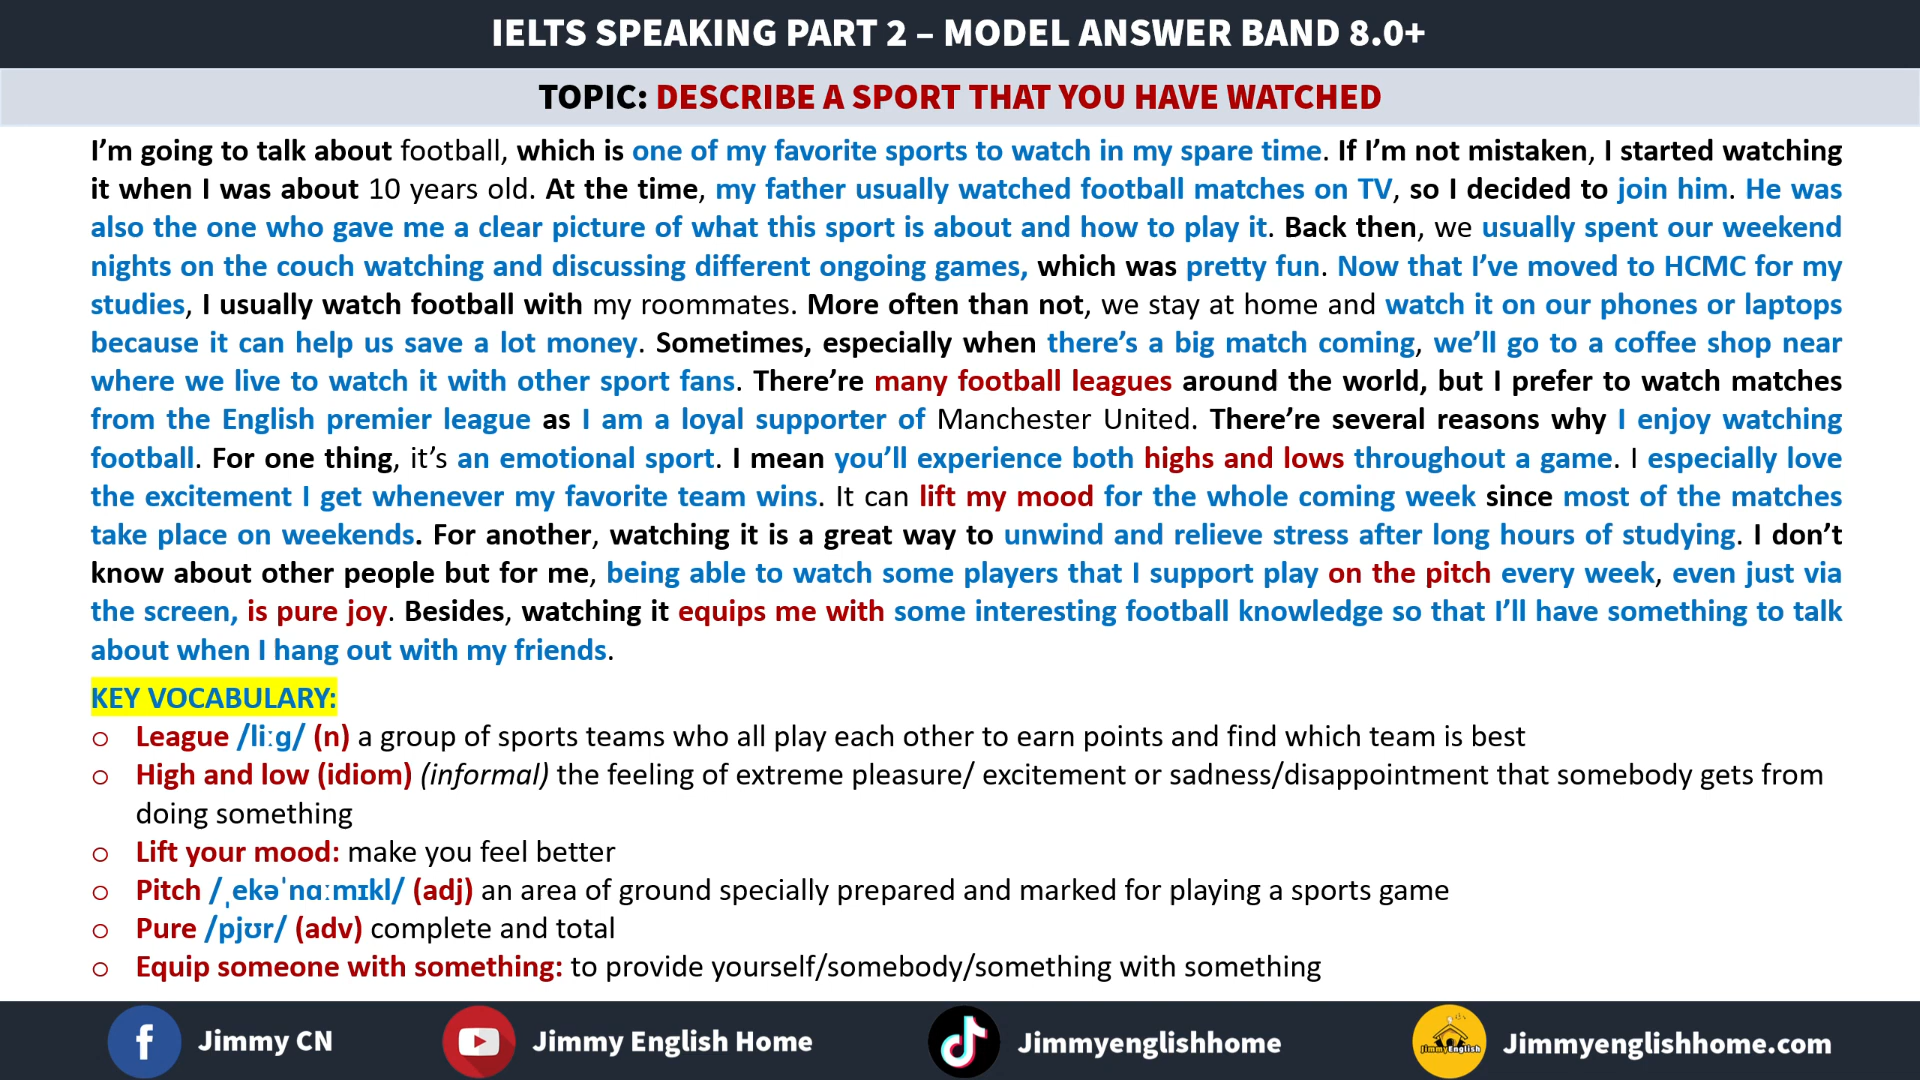 IELTS SPEAKING PART 2 – MODEL ANSWER BAND 8.0+
TOPIC: DESCRIBE A SPORT THAT YOU HAVE WATCHED
I’m going to talk about football, which is one of my favorite sports to watch in my spare time. If I’m not mistaken, I started watching
it when I was about 10 years old. At the time, my father usually watched football matches on TV, so I decided to join him. He was
also the one who gave me a clear picture of what this sport is about and how to play it. Back then, we usually spent our weekend
nights on the couch watching and discussing different ongoing games, which was pretty fun. Now that I’ve moved to HCMC for my
studies, I usually watch football with my roommates. More often than not, we stay at home and watch it on our phones or laptops
because it can help us save a lot money. Sometimes, especially when there’s a big match coming, we’ll go to a coffee shop near
where we live to watch it with other sport fans. There’re many football leagues around the world, but I prefer to watch matches
from the English premier league as I am a loyal supporter of Manchester United. There’re several reasons why I enjoy watching
football. For one thing, it’s an emotional sport. I mean you’ll experience both highs and lows throughout a game. I especially love
the excitement I get whenever my favorite team wins. It can lift my mood for the whole coming week since most of the matches
take place on weekends. For another, watching it is a great way to unwind and relieve stress after long hours of studying. I don’t
know about other people but for me, being able to watch some players that I support play on the pitch every week, even just via
the screen, is pure joy. Besides, watching it equips me with some interesting football knowledge so that I’ll have something to talk
about when I hang out with my friends.
KEY VOCABULARY:
○ League /liːɡ/ (n) a group of sports teams who all play each other to earn points and find which team is best
○ High and low (idiom) (informal) the feeling of extreme pleasure/ excitement or sadness/disappointment that somebody gets from
doing something
○ Lift your mood: make you feel better
○ Pitch /ˌekəˈnɑːmɪkl/ (adj) an area of ground specially prepared and marked for playing a sports game
○ Pure /pjʊr/ (adv) complete and total
○ Equip someone with something: to provide yourself/somebody/something with something
f Jimmy CN Jimmy English Home Jimmyenglishhome JimmyEnglish Jimmyenglishhome.com